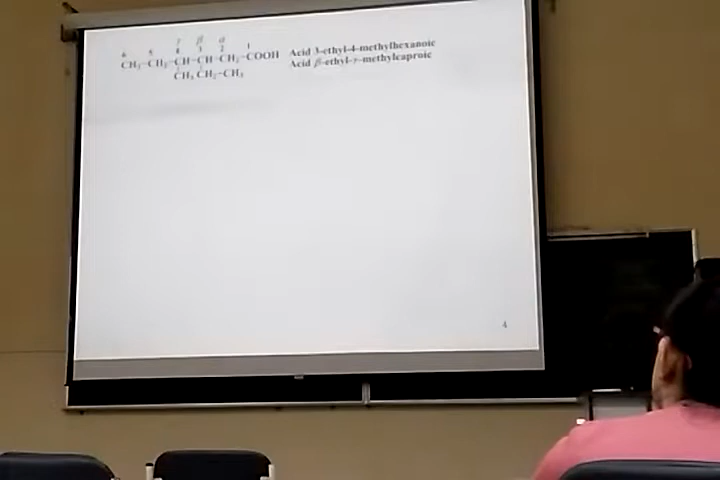 γ β α
6 5 4 3 2 1
CH₃–CH₂–CH–CH–CH₂–COOH Acid 3-ethyl-4-methylhexanoic
Acid β-ethyl-γ-methylcaproic
CH₃ CH₂–CH₃
4